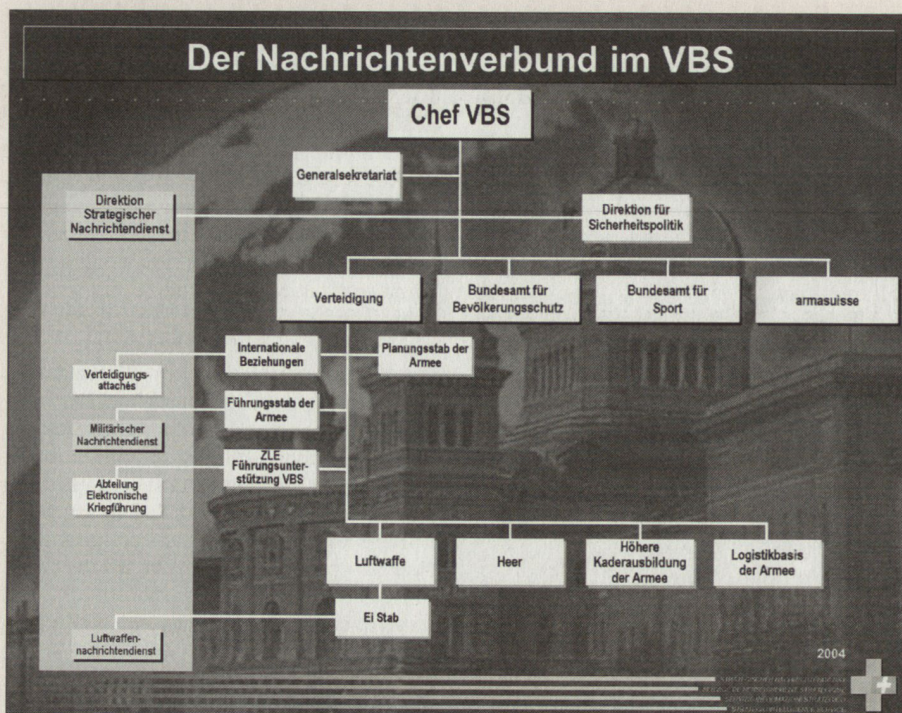 Der Nachrichtenverbund im VBS
Chef VBS
Generalsekretariat
Direktion
Strategischer
Nachrichtendienst
Direktion für
Sicherheitspolitik
Verteidigung
Bundesamt für
Bevölkerungsschutz
Bundesamt für
Sport
armasuisse
Internationale
Beziehungen
Planungsstab der
Armee
Verteidigungs-
attachés
Führungsstab der
Armee
Militärischer
Nachrichtendienst
ZLE
Führungsunter-
stützung VBS
Abteilung
Elektronische
Kriegführung
Luftwaffe
Heer
Höhere
Kaderausbildung
der Armee
Logistikbasis
der Armee
Ei Stab
Luftwaffen-
nachrichtendienst
2004